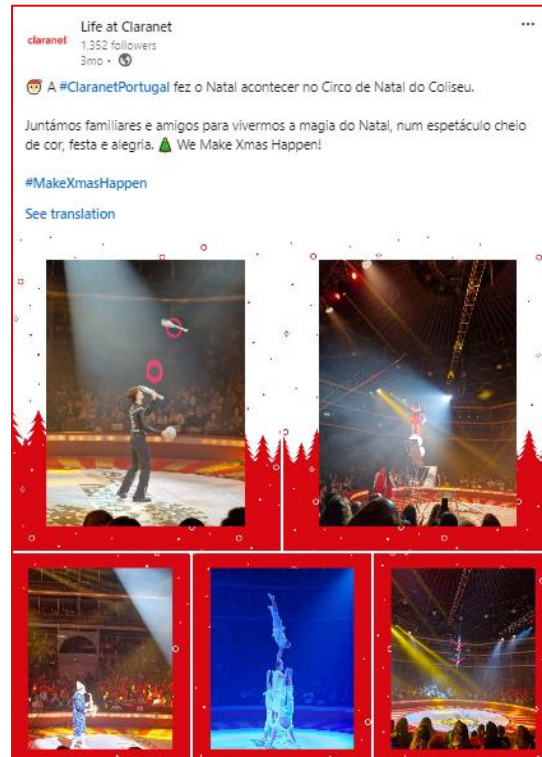 claranet
Life at Claranet
1,352 followers
3mo •
A #ClaranetPortugal fez o Natal acontecer no Circo de Natal do Coliseu.
Juntámos familiares e amigos para vivermos a magia do Natal, num espetáculo cheio
de cor, festa e alegria. We Make Xmas Happen!
#MakeXmasHappen
See translation